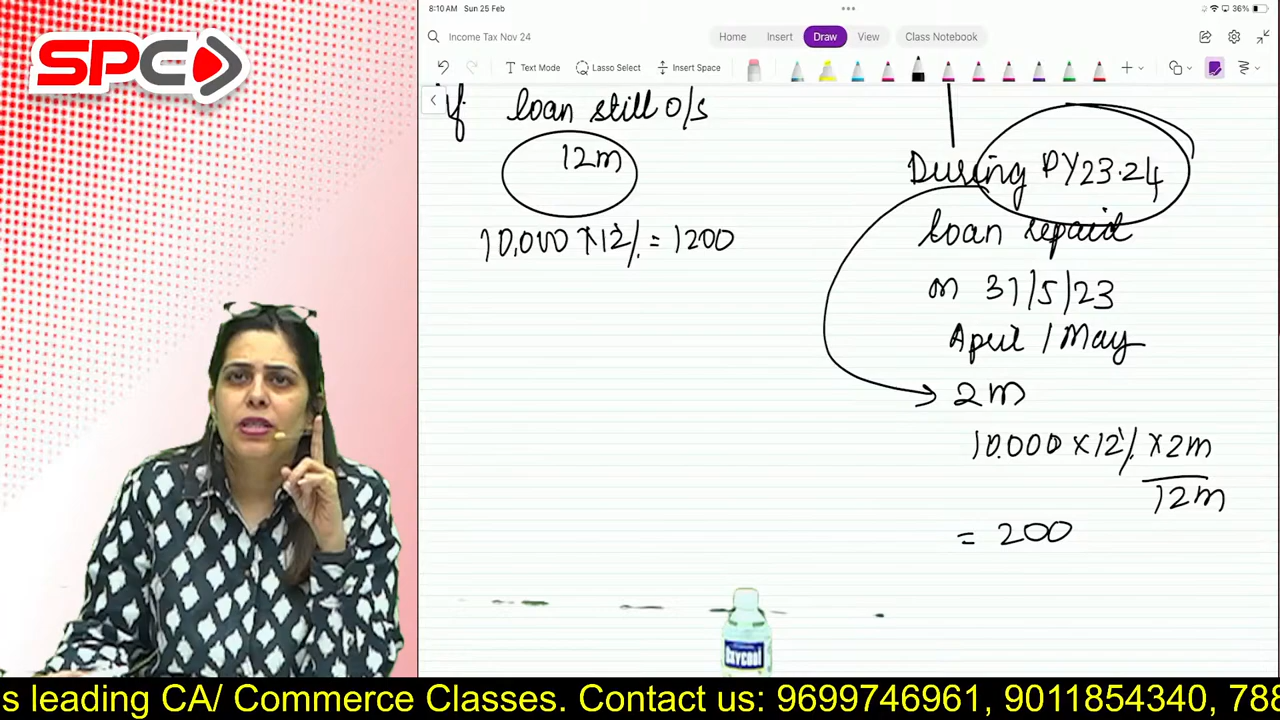 8:10 AM Sun 25 Feb
36%
Income Tax Nov 24
Home Insert Draw View Class Notebook
Text Mode Lasso Select Insert Space
SPC
If loan still o/s
12m
10,000 × 12% = 1200
During PY23.24
loan repaid
on 31/5/23
April / May
2m
10.000 × 12% × 2m
12m
= 200
Oxycool
s leading CA/ Commerce Classes. Contact us: 9699746961, 9011854340, 788